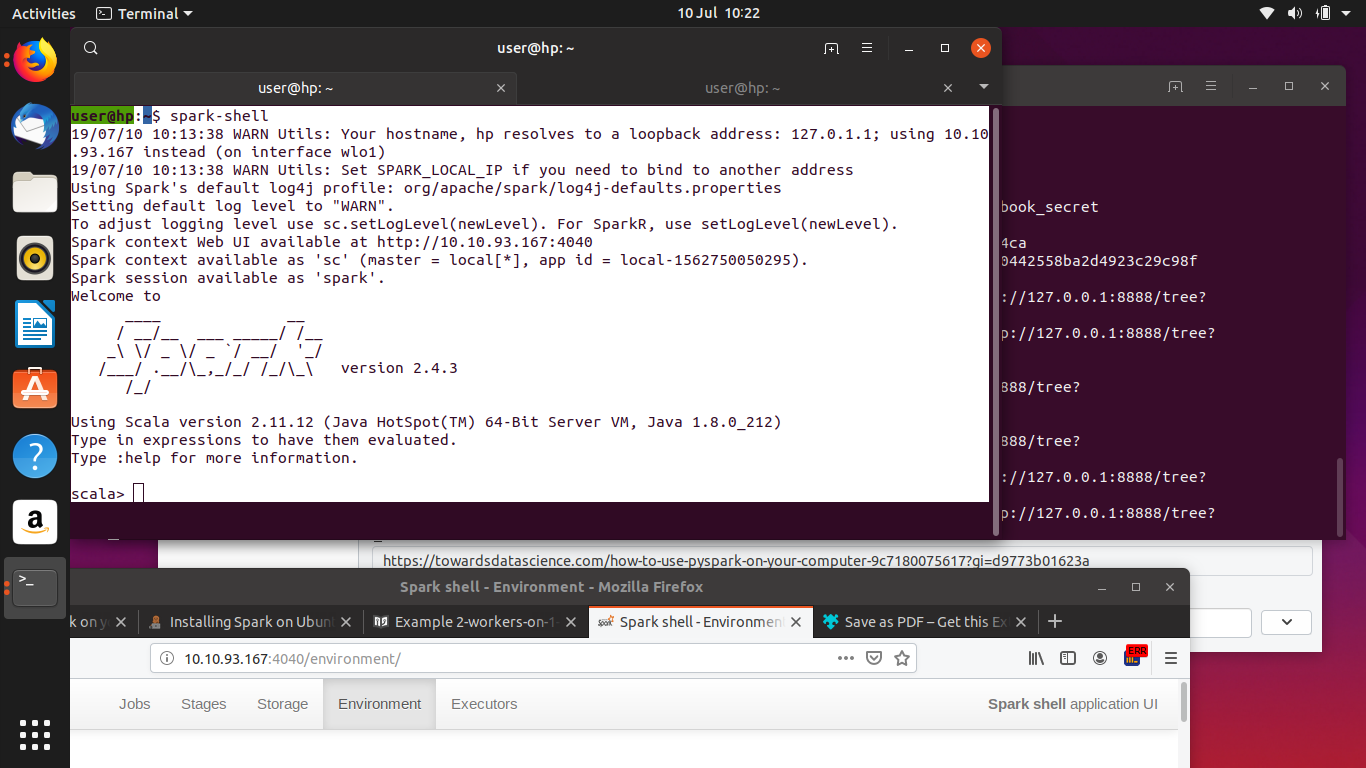 Activities Terminal 10 Jul 10:22
user@hp: ~
user@hp: ~ user@hp: ~
user@hp:~$ spark-shell
19/07/10 10:13:38 WARN Utils: Your hostname, hp resolves to a loopback address: 127.0.1.1; using 10.10
.93.167 instead (on interface wlo1)
19/07/10 10:13:38 WARN Utils: Set SPARK_LOCAL_IP if you need to bind to another address
Using Spark's default log4j profile: org/apache/spark/log4j-defaults.properties
Setting default log level to "WARN".
To adjust logging level use sc.setLogLevel(newLevel). For SparkR, use setLogLevel(newLevel).
Spark context Web UI available at http://10.10.93.167:4040
Spark context available as 'sc' (master = local[*], app id = local-1562750050295).
Spark session available as 'spark'.
Welcome to
      ____              __
     / __/__  ___ _____/ /__
    _\ \/ _ \/ _ `/ __/  '_/
   /___/ .__/\_,_/_/ /_/\_\   version 2.4.3
      /_/
Using Scala version 2.11.12 (Java HotSpot(TM) 64-Bit Server VM, Java 1.8.0_212)
Type in expressions to have them evaluated.
Type :help for more information.
scala>
book_secret
4ca
0442558ba2d4923c29c98f
://127.0.0.1:8888/tree?
p://127.0.0.1:8888/tree?
888/tree?
888/tree?
://127.0.0.1:8888/tree?
p://127.0.0.1:8888/tree?
https://towardsdatascience.com/how-to-use-pyspark-on-your-computer-9c7180075617?gi=d9773b01623a
Spark shell - Environment - Mozilla Firefox
k on y Installing Spark on Ubun Example 2-workers-on-1- Spark shell - Environment Save as PDF – Get this Ex
10.10.93.167:4040/environment/
ERR
Jobs Stages Storage Environment Executors Spark shell application UI